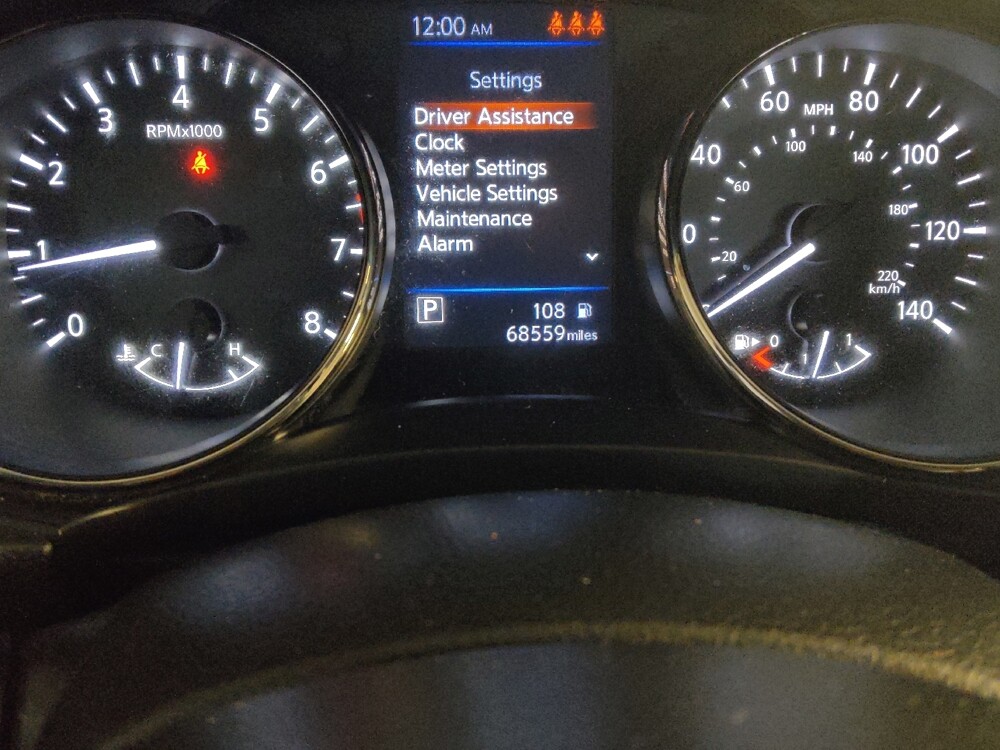 12:00 AM
Settings
Driver Assistance
Clock
Meter Settings
Vehicle Settings
Maintenance
Alarm
P
108
68559 miles
0
1
2
3
4
5
6
7
8
RPMx1000
C
H
0
40
60
80
100
120
140
MPH
20
60
100
140
180
220
km/h
0
1